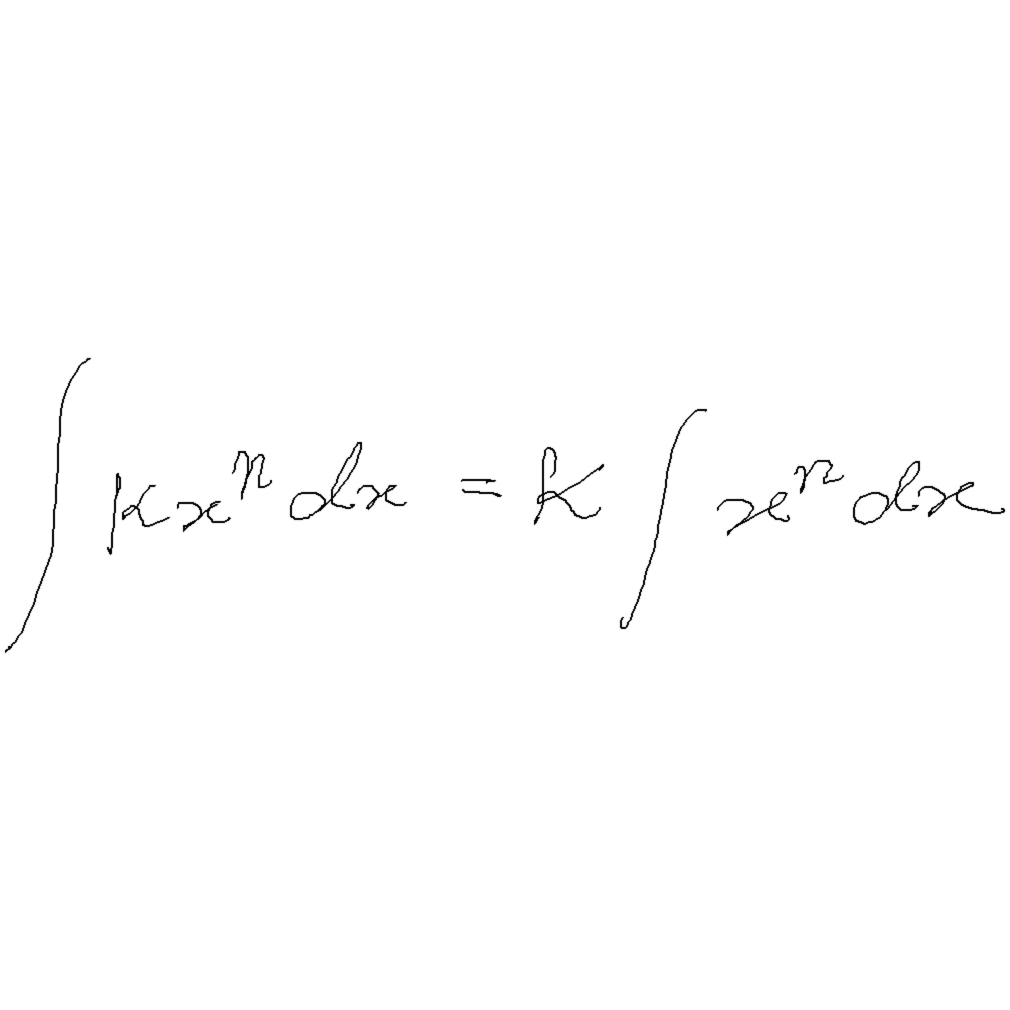 ∫ kxⁿ dx = k ∫ xⁿ dx